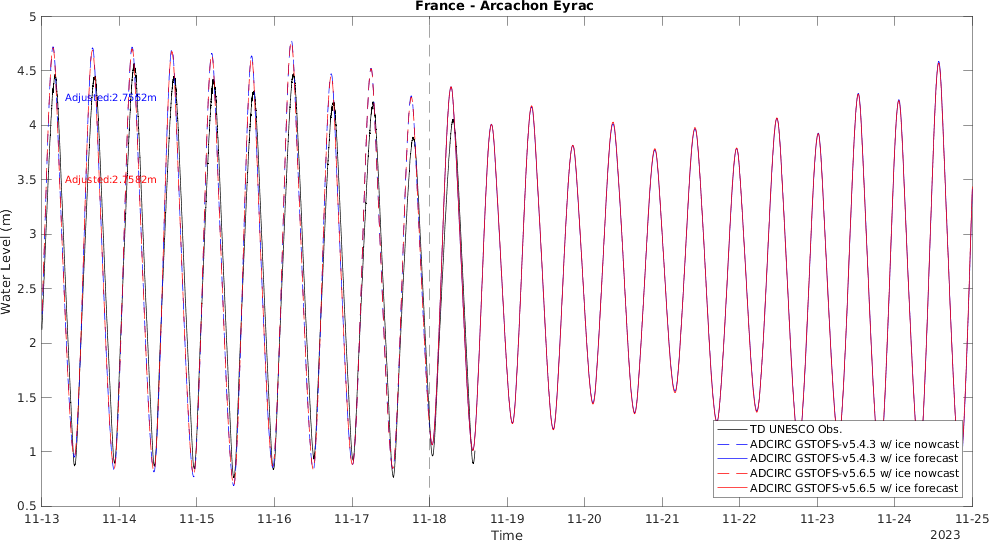 France - Arcachon Eyrac
Water Level (m)
5
4.5
4
3.5
3
2.5
2
1.5
1
0.5
Adjusted:2.7552m
Adjusted:2.7582m
TD UNESCO Obs.
ADCIRC GSTOFS-v5.4.3 w/ ice nowcast
ADCIRC GSTOFS-v5.4.3 w/ ice forecast
ADCIRC GSTOFS-v5.6.5 w/ ice nowcast
ADCIRC GSTOFS-v5.6.5 w/ ice forecast
11-13 11-14 11-15 11-16 11-17 11-18 11-19 11-20 11-21 11-22 11-23 11-24 11-25
Time
2023